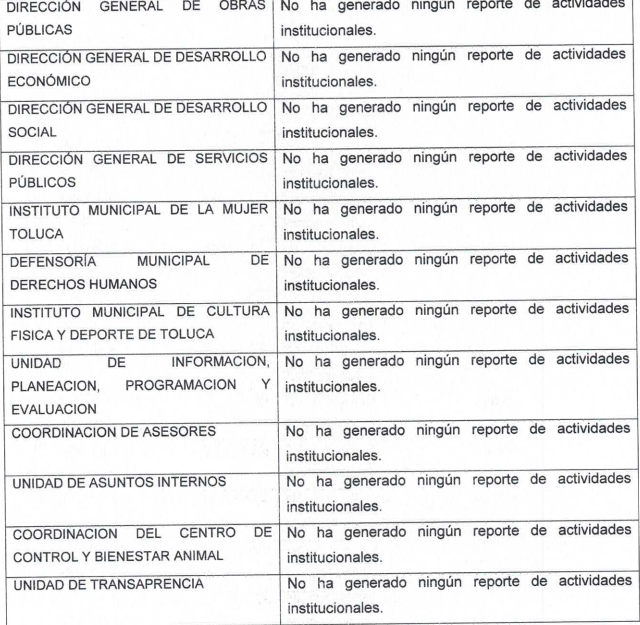 DIRECCIÓN GENERAL DE OBRAS
PÚBLICAS
No ha generado ningún reporte de actividades
institucionales.
DIRECCIÓN GENERAL DE DESARROLLO
ECONÓMICO
No ha generado ningún reporte de actividades
institucionales.
DIRECCIÓN GENERAL DE DESARROLLO
SOCIAL
No ha generado ningún reporte de actividades
institucionales.
DIRECCIÓN GENERAL DE SERVICIOS
PÚBLICOS
No ha generado ningún reporte de actividades
institucionales.
INSTITUTO MUNICIPAL DE LA MUJER
TOLUCA
No ha generado ningún reporte de actividades
institucionales.
DEFENSORÍA MUNICIPAL DE
DERECHOS HUMANOS
No ha generado ningún reporte de actividades
institucionales.
INSTITUTO MUNICIPAL DE CULTURA
FISICA Y DEPORTE DE TOLUCA
No ha generado ningún reporte de actividades
institucionales.
UNIDAD DE INFORMACION,
PLANEACION, PROGRAMACION Y
EVALUACION
No ha generado ningún reporte de actividades
institucionales.
COORDINACION DE ASESORES
No ha generado ningún reporte de actividades
institucionales.
UNIDAD DE ASUNTOS INTERNOS
No ha generado ningún reporte de actividades
institucionales.
COORDINACION DEL CENTRO DE
CONTROL Y BIENESTAR ANIMAL
No ha generado ningún reporte de actividades
institucionales.
UNIDAD DE TRANSAPRENCIA
No ha generado ningún reporte de actividades
institucionales.